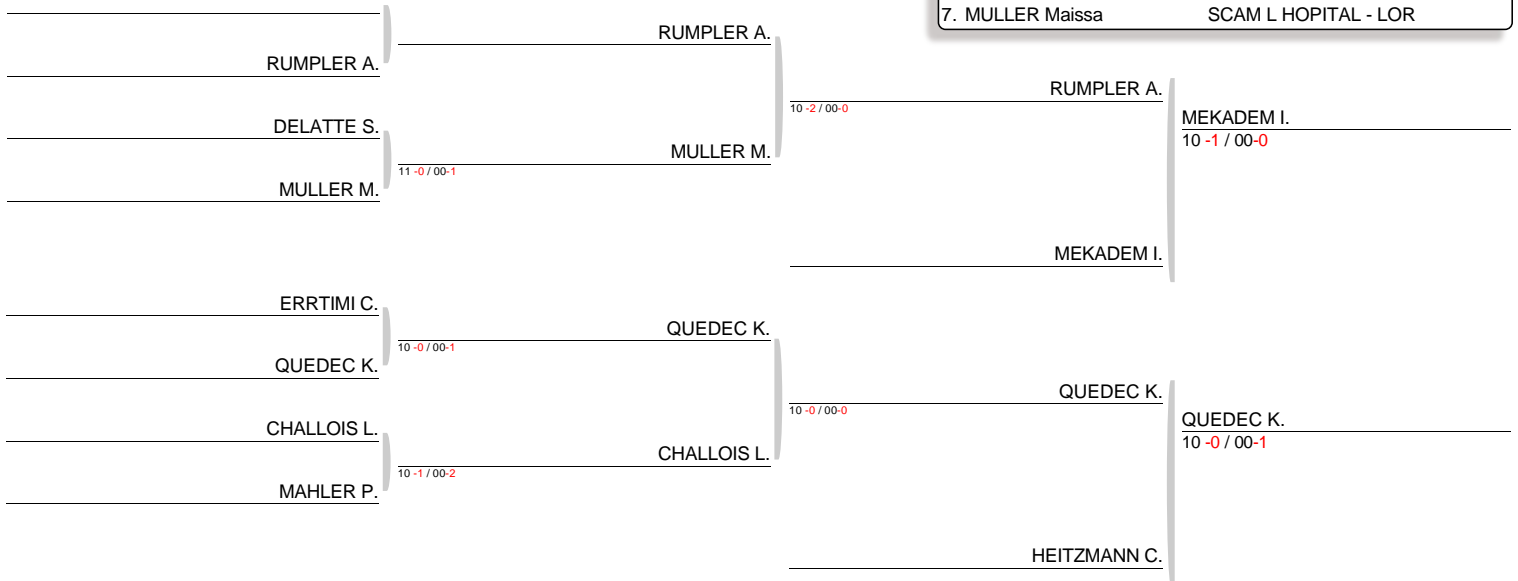 7. MULLER Maissa SCAM L HOPITAL - LOR
RUMPLER A.
RUMPLER A.
RUMPLER A.
10 -2 / 00-0
MEKADEM I.
10 -1 / 00-0
DELATTE S.
MULLER M.
11 -0 / 00-1
MULLER M.
MEKADEM I.
ERRTIMI C.
QUEDEC K.
10 -0 / 00-1
QUEDEC K.
QUEDEC K.
10 -0 / 00-0
QUEDEC K.
10 -0 / 00-1
CHALLOIS L.
CHALLOIS L.
10 -1 / 00-2
MAHLER P.
HEITZMANN C.